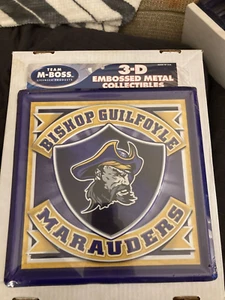 TEAM
M-BOSS
3-D
EMBOSSED METAL
COLLECTIBLES
BISHOP GUILFOYLE
MARAUDERS